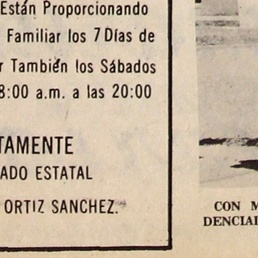 Están Proporcionando
Familiar los 7 Días de
También los Sábados
8:00 a.m. a las 20:00
TAMENTE
ADO ESTATAL
ORTIZ SANCHEZ.
CON M
DENCIAL